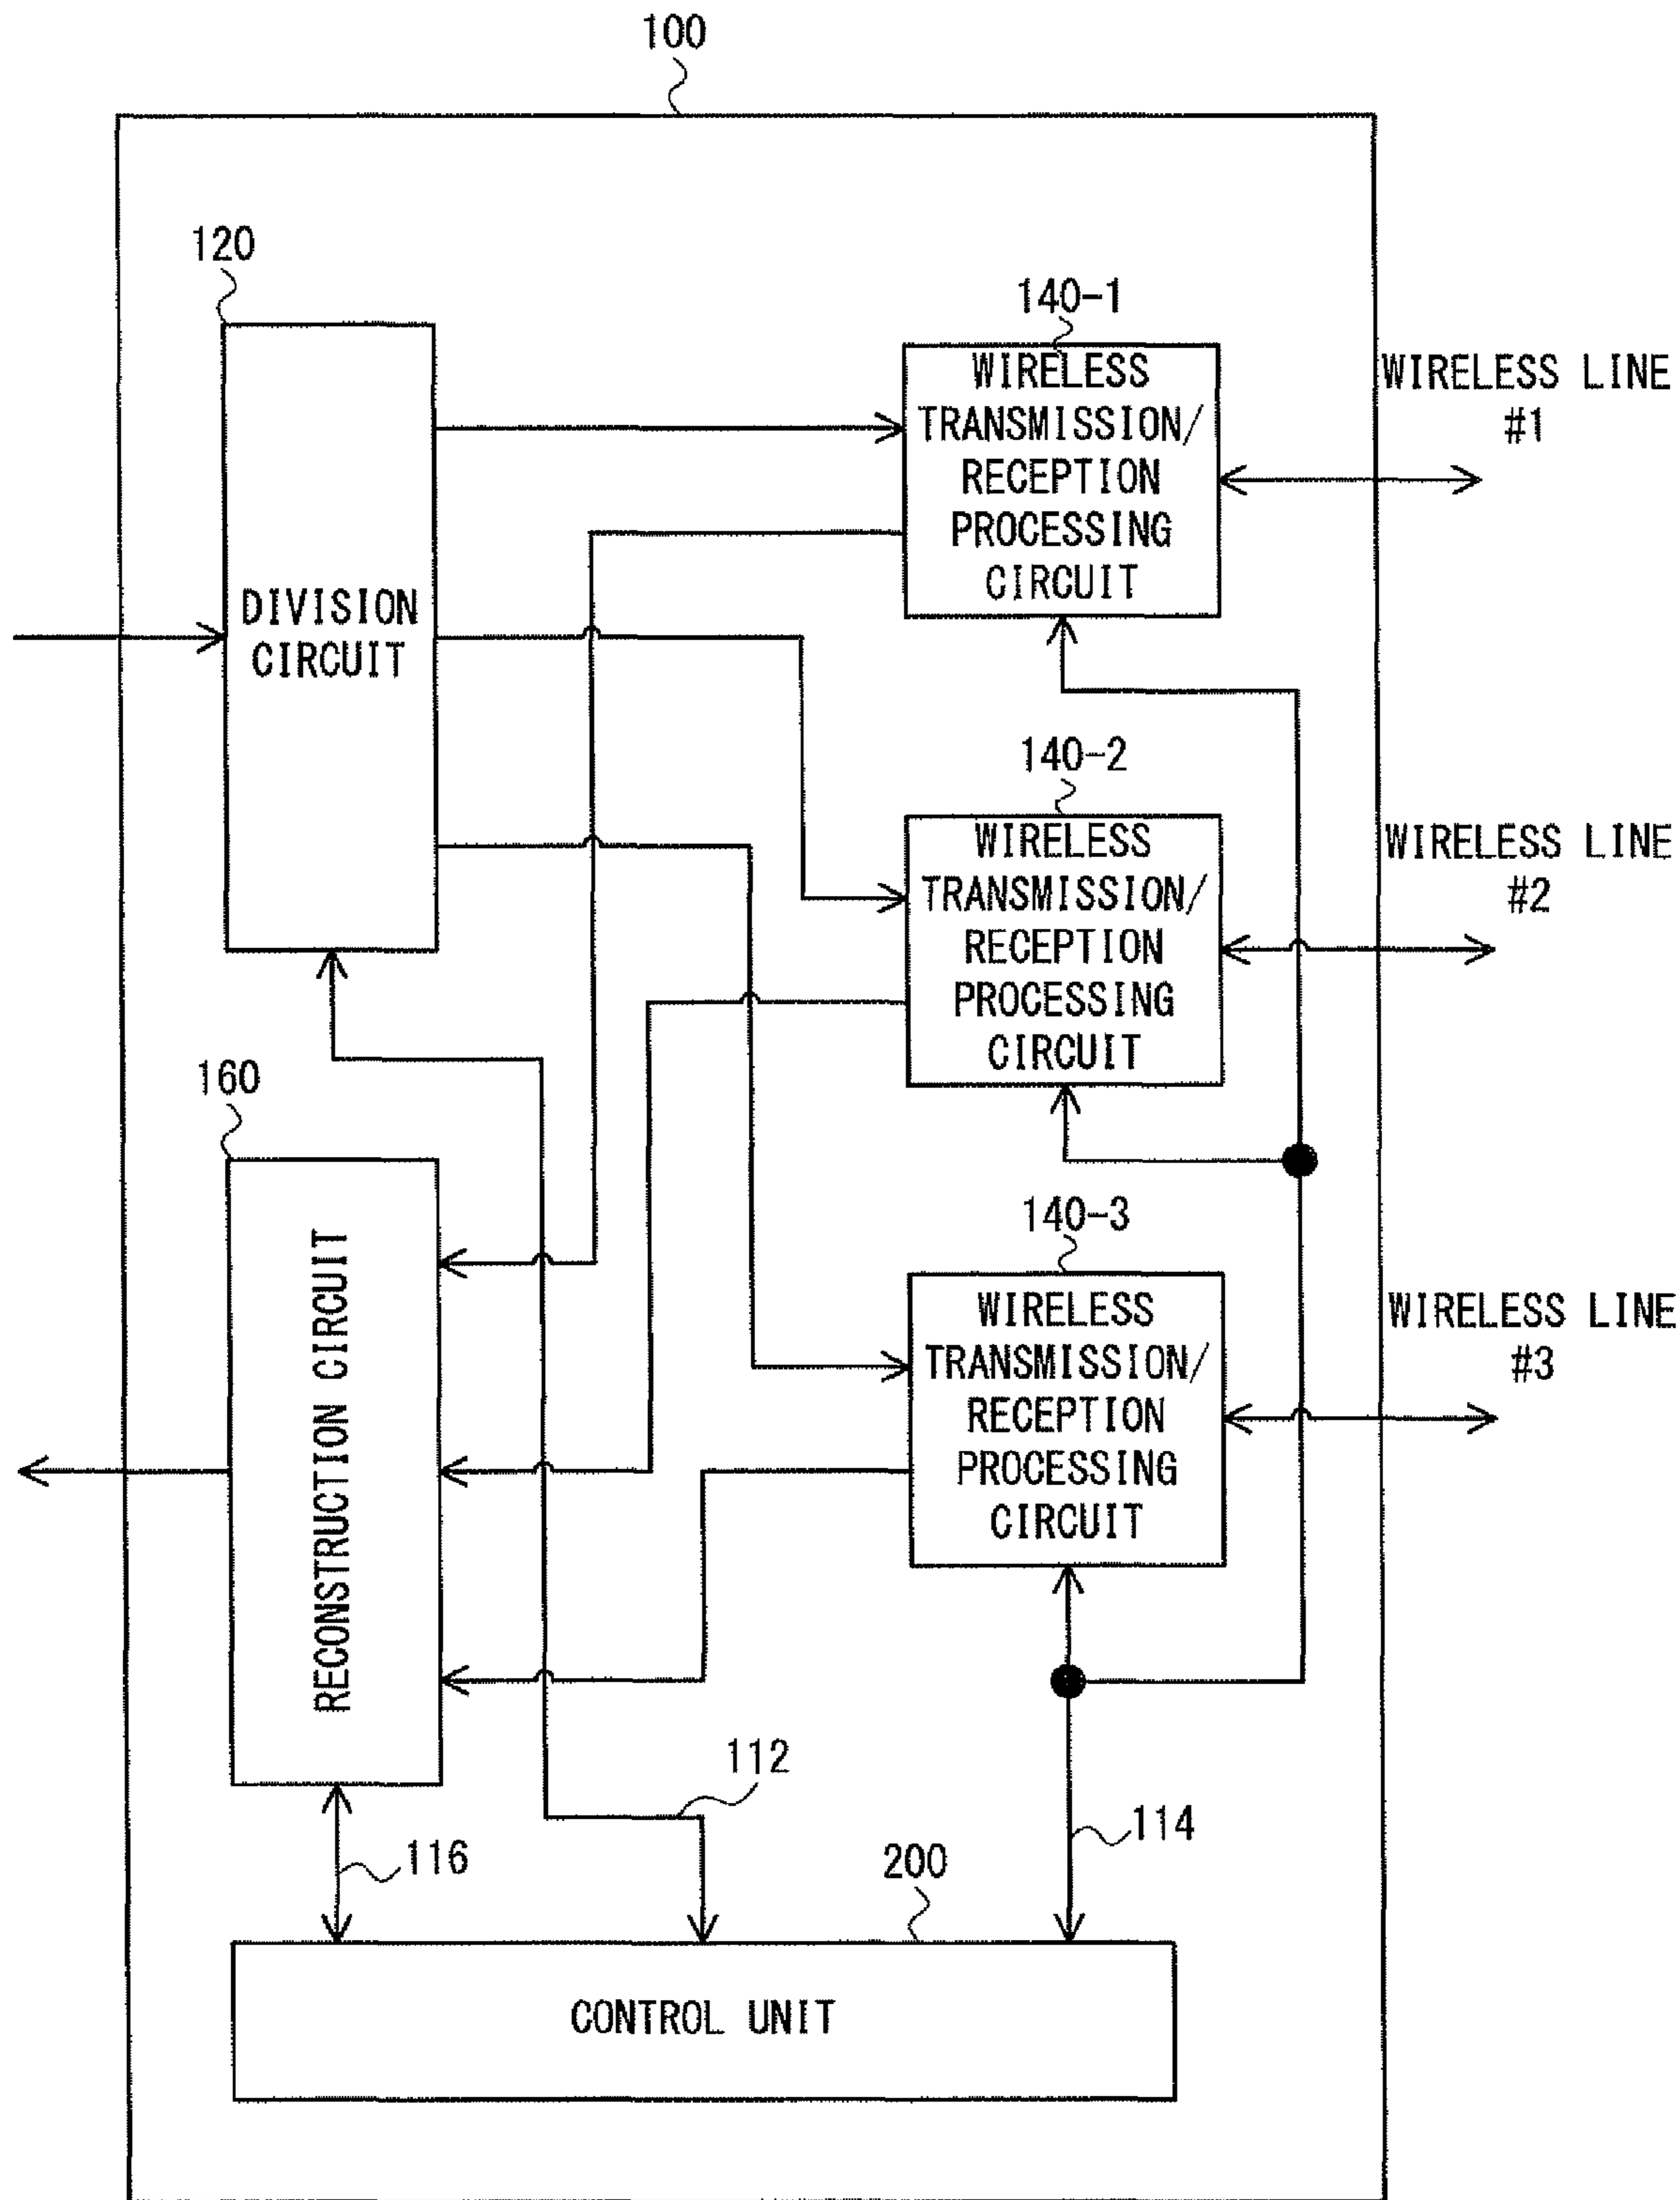 100
120
140-1
WIRELESS
TRANSMISSION/
RECEPTION
PROCESSING
CIRCUIT
WIRELESS LINE
#1
DIVISION
CIRCUIT
140-2
WIRELESS
TRANSMISSION/
RECEPTION
PROCESSING
CIRCUIT
WIRELESS LINE
#2
160
RECONSTRUCTION CIRCUIT
140-3
WIRELESS
TRANSMISSION/
RECEPTION
PROCESSING
CIRCUIT
WIRELESS LINE
#3
112
114
116
200
CONTROL UNIT